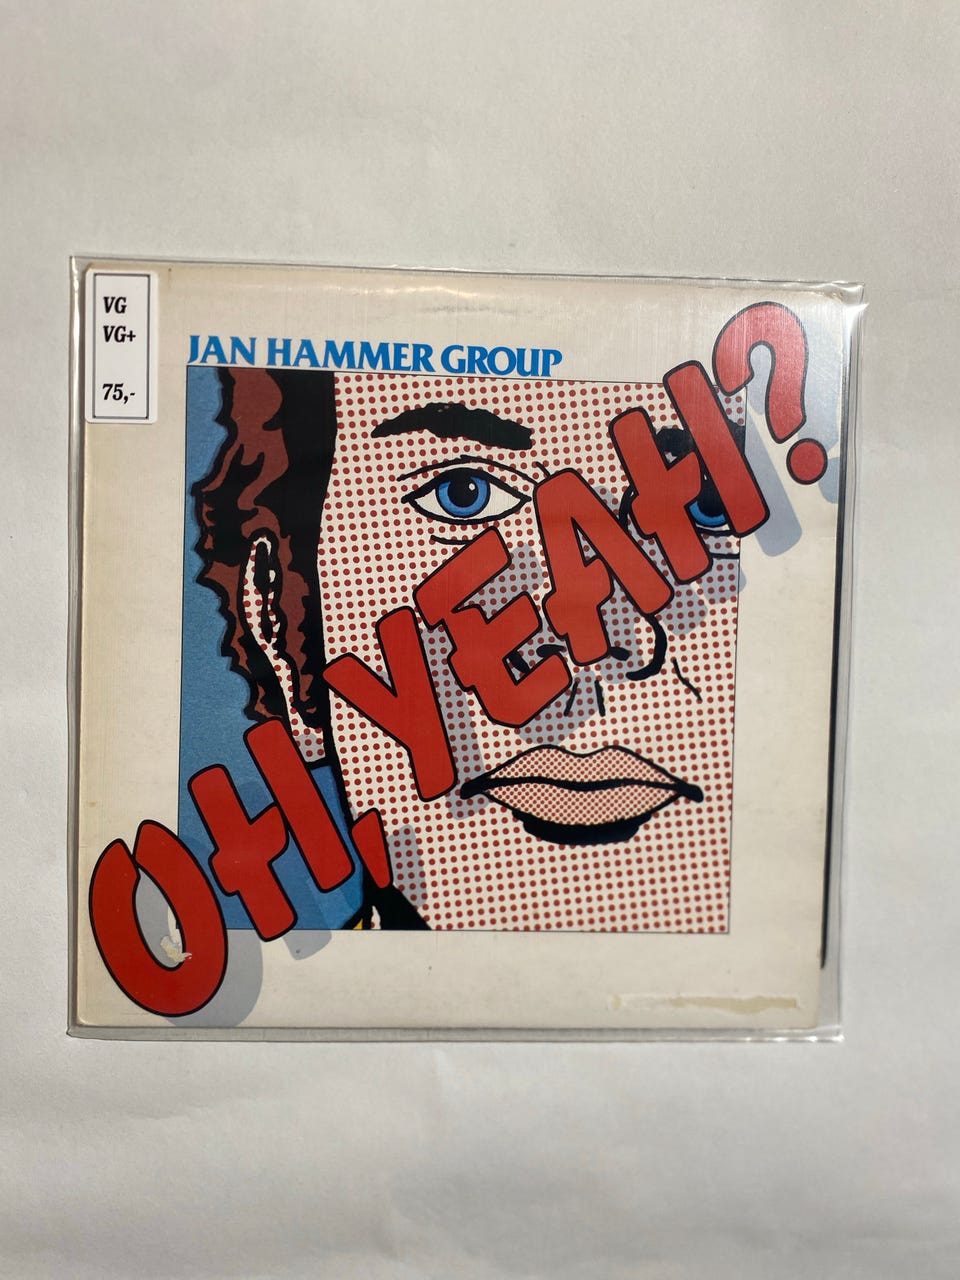 VG
VG+
75,-
JAN HAMMER GROUP
OH, YEAH?